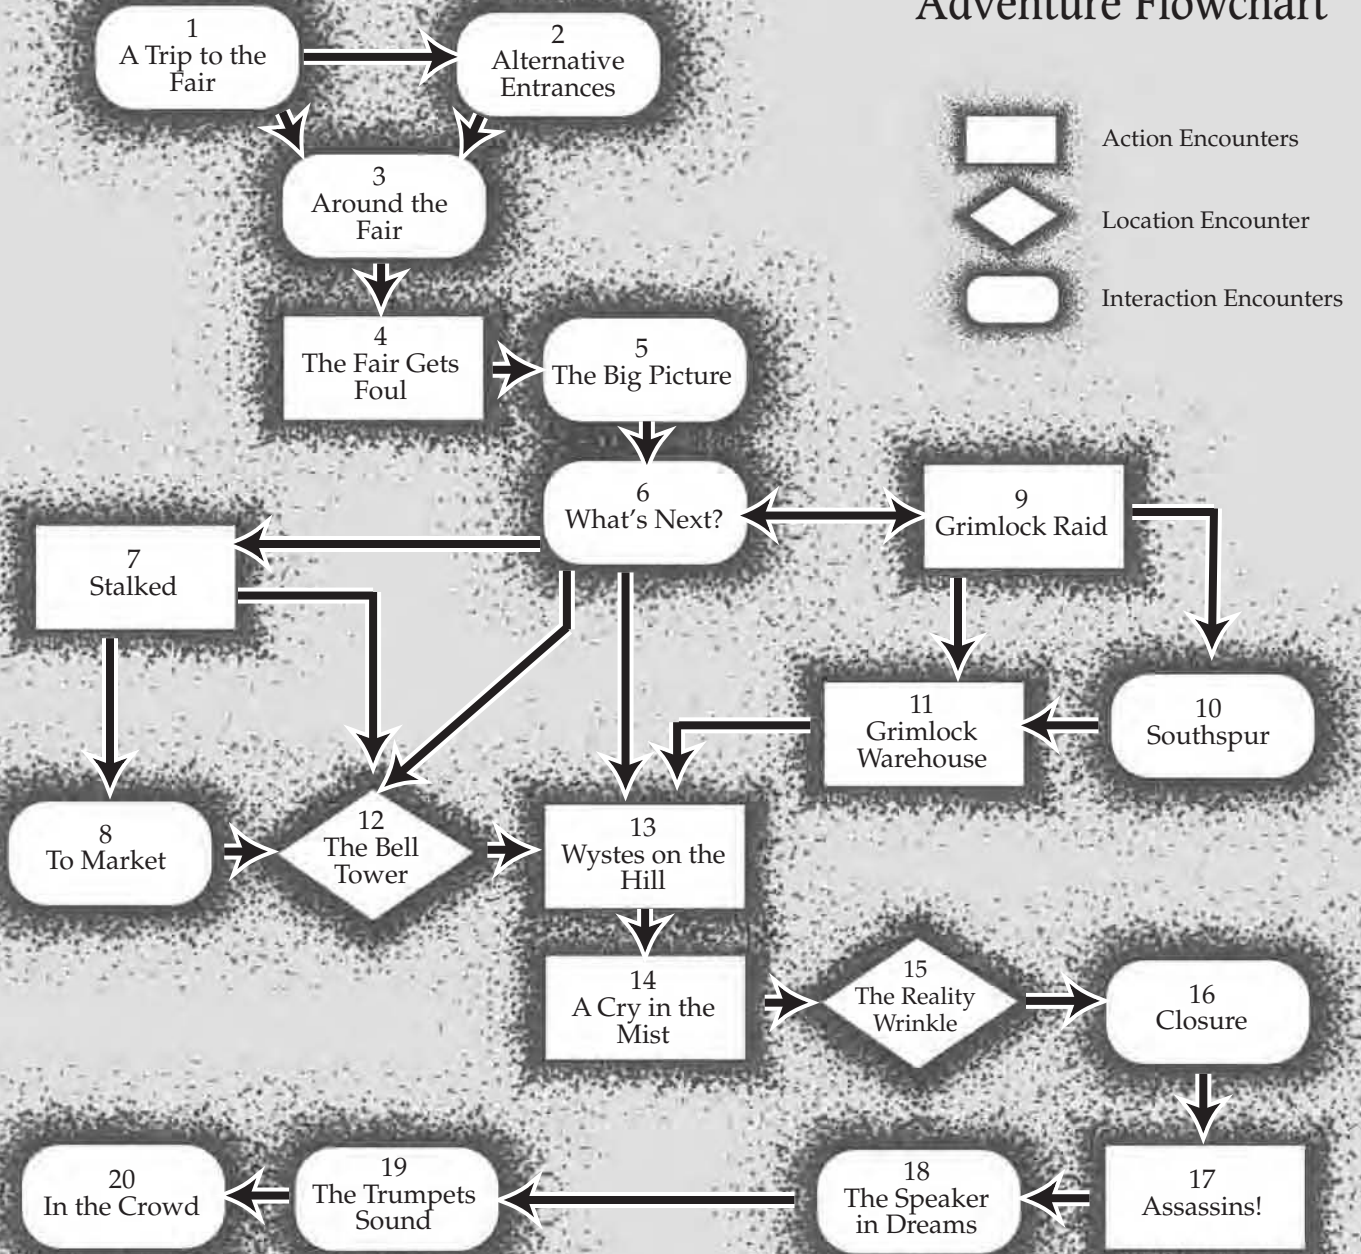 Adventure Flowchart
1
A Trip to the
Fair
2
Alternative
Entrances
Action Encounters
3
Around the
Fair
Location Encounter
Interaction Encounters
4
The Fair Gets
Foul
5
The Big Picture
6
What's Next?
9
Grimlock Raid
7
Stalked
11
Grimlock
Warehouse
10
Southspur
8
To Market
12
The Bell
Tower
13
Wystes on the
Hill
14
A Cry in the
Mist
15
The Reality
Wrinkle
16
Closure
20
In the Crowd
19
The Trumpets
Sound
18
The Speaker
in Dreams
17
Assassins!